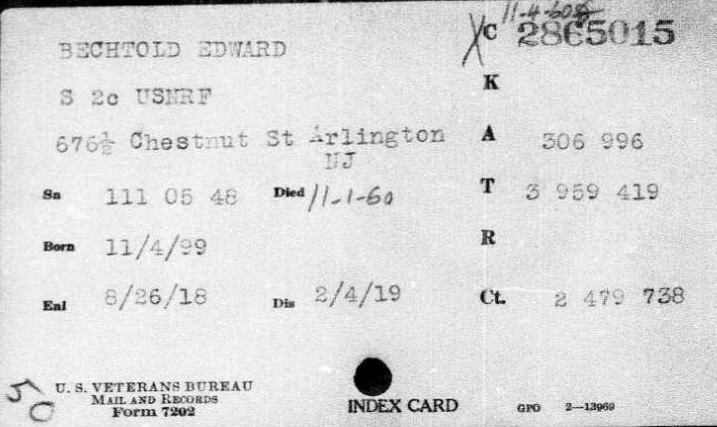 11-4-60
XC 2865015
BECHTOLD EDWARD
K
S 2c USNRF
676½ Chestnut St Arlington
NJ
A 306 996
Sn 111 05 48 Died 11-1-60
T 3 959 419
Born 11/4/99
R
Enl 8/26/18 Dis 2/4/19
Ct. 2 479 738
50
U. S. VETERANS BUREAU
MAIL AND RECORDS
Form 7202
INDEX CARD
GPO 2—13969